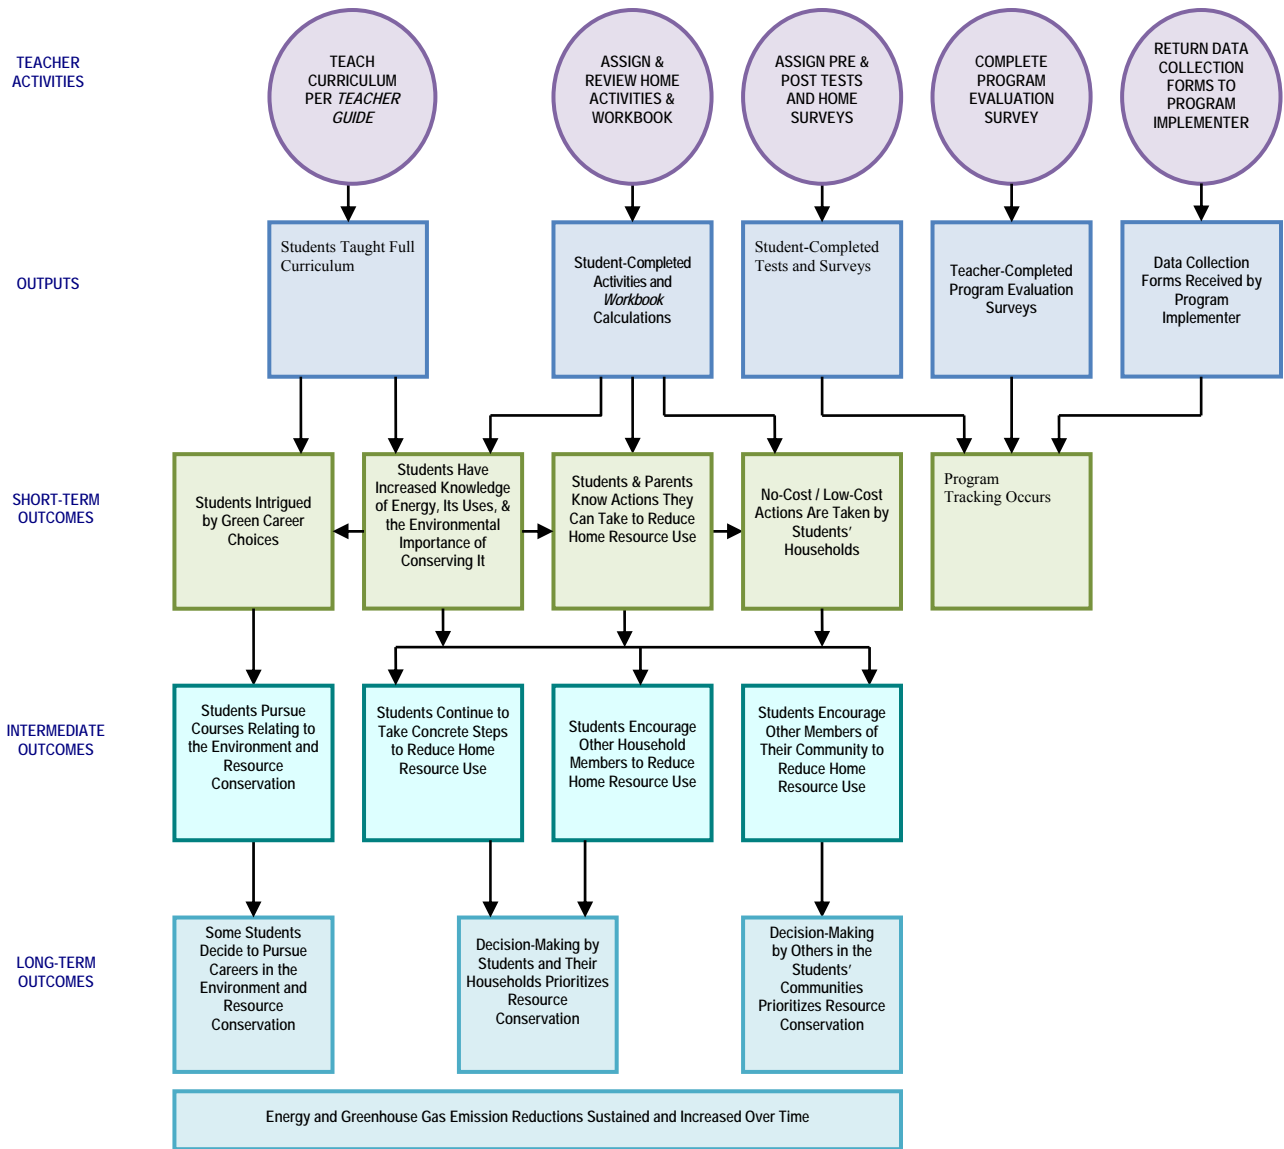 TEACHER
ACTIVITIES
TEACH
CURRICULUM
PER TEACHER
GUIDE
ASSIGN &
REVIEW HOME
ACTIVITIES &
WORKBOOK
ASSIGN PRE &
POST TESTS
AND HOME
SURVEYS
COMPLETE
PROGRAM
EVALUATION
SURVEY
RETURN DATA
COLLECTION
FORMS TO
PROGRAM
IMPLEMENTER
OUTPUTS
Students Taught Full
Curriculum
Student-Completed
Activities and
Workbook
Calculations
Student-Completed
Tests and Surveys
Teacher-Completed
Program Evaluation
Surveys
Data Collection
Forms Received by
Program
Implementer
SHORT-TERM
OUTCOMES
Students Intrigued
by Green Career
Choices
Students Have
Increased Knowledge
of Energy, Its Uses, &
the Environmental
Importance of
Conserving It
Students & Parents
Know Actions They
Can Take to Reduce
Home Resource Use
No-Cost / Low-Cost
Actions Are Taken by
Students'
Households
Program
Tracking Occurs
INTERMEDIATE
OUTCOMES
Students Pursue
Courses Relating to
the Environment and
Resource
Conservation
Students Continue to
Take Concrete Steps
to Reduce Home
Resource Use
Students Encourage
Other Household
Members to Reduce
Home Resource Use
Students Encourage
Other Members of
Their Community to
Reduce Home
Resource Use
LONG-TERM
OUTCOMES
Some Students
Decide to Pursue
Careers in the
Environment and
Resource
Conservation
Decision-Making by
Students and Their
Households Prioritizes
Resource
Conservation
Decision-Making
by Others in the
Students'
Communities
Prioritizes Resource
Conservation
Energy and Greenhouse Gas Emission Reductions Sustained and Increased Over Time